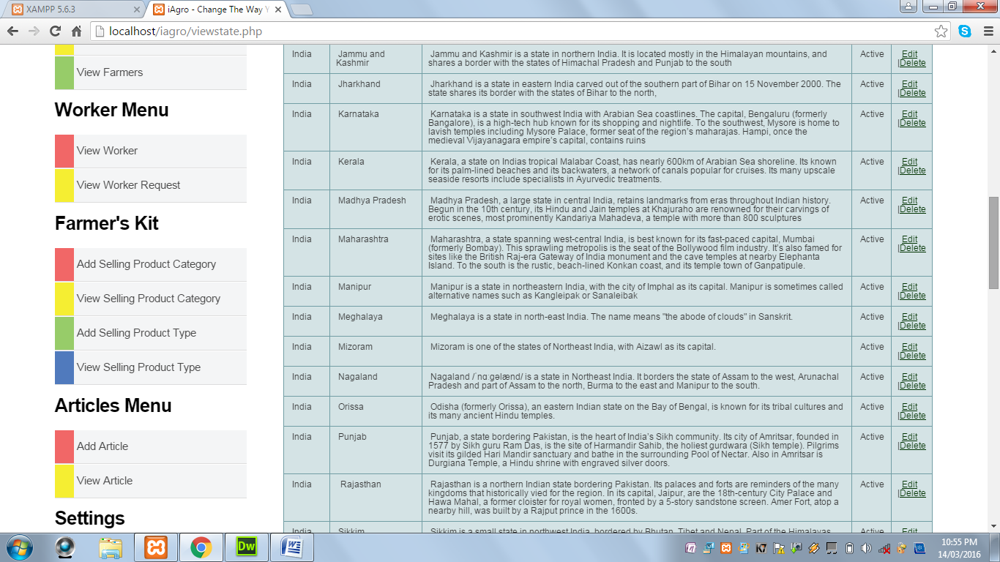 XAMPP 5.6.3
iAgro - Change The Way Y
localhost/iagro/viewstate.php
View Farmers
Worker Menu
View Worker
View Worker Request
Farmer's Kit
Add Selling Product Category
View Selling Product Category
Add Selling Product Type
View Selling Product Type
Articles Menu
Add Article
View Article
Settings
India Jammu and Jammu and Kashmir is a state in northern India. It is located mostly in the Himalayan mountains, and Active Edit
Kashmir shares a border with the states of Himachal Pradesh and Punjab to the south |Delete
India Jharkhand Jharkhand is a state in eastern India carved out of the southern part of Bihar on 15 November 2000. The Active Edit
state shares its border with the states of Bihar to the north, |Delete
India Karnataka Karnataka is a state in southwest India with Arabian Sea coastlines. The capital, Bengaluru (formerly Active Edit
Bangalore), is a high-tech hub known for its shopping and nightlife. To the southwest, Mysore is home to |Delete
lavish temples including Mysore Palace, former seat of the region's maharajas. Hampi, once the
medieval Vijayanagara empire's capital, contains ruins
India Kerala Kerala, a state on Indias tropical Malabar Coast, has nearly 600km of Arabian Sea shoreline. Its known Active Edit
for its palm-lined beaches and its backwaters, a network of canals popular for cruises. Its many upscale |Delete
seaside resorts include specialists in Ayurvedic treatments.
India Madhya Pradesh Madhya Pradesh, a large state in central India, retains landmarks from eras throughout Indian history. Active Edit
Begun in the 10th century, its Hindu and Jain temples at Khajuraho are renowned for their carvings of |Delete
erotic scenes, most prominently Kandariya Mahadeva, a temple with more than 800 sculptures
India Maharashtra Maharashtra, a state spanning west-central India, is best known for its fast-paced capital, Mumbai Active Edit
(formerly Bombay). This sprawling metropolis is the seat of the Bollywood film industry. It's also famed for |Delete
sites like the British Raj-era Gateway of India monument and the cave temples at nearby Elephanta
Island. To the south is the rustic, beach-lined Konkan coast, and its temple town of Ganpatipule.
India Manipur Manipur is a state in northeastern India, with the city of Imphal as its capital. Manipur is sometimes called Active Edit
alternative names such as Kangleipak or Sanaleibak |Delete
India Meghalaya Meghalaya is a state in north-east India. The name means "the abode of clouds" in Sanskrit. Active Edit
|Delete
India Mizoram Mizoram is one of the states of Northeast India, with Aizawl as its capital. Active Edit
|Delete
India Nagaland Nagaland /ˈnɑːɡəlænd/ is a state in Northeast India. It borders the state of Assam to the west, Arunachal Active Edit
Pradesh and part of Assam to the north, Burma to the east and Manipur to the south. |Delete
India Orissa Odisha (formerly Orissa), an eastern Indian state on the Bay of Bengal, is known for its tribal cultures and Active Edit
its many ancient Hindu temples. |Delete
India Punjab Punjab, a state bordering Pakistan, is the heart of India's Sikh community. Its city of Amritsar, founded in Active Edit
1577 by Sikh guru Ram Das, is the site of Harmandir Sahib, the holiest gurdwara (Sikh temple). Pilgrims |Delete
visit its gilded Hari Mandir sanctuary and bathe in the surrounding Pool of Nectar. Also in Amritsar is
Durgiana Temple, a Hindu shrine with engraved silver doors.
India Rajasthan Rajasthan is a northern Indian state bordering Pakistan. Its palaces and forts are reminders of the many Active Edit
kingdoms that historically vied for the region. In its capital, Jaipur, are the 18th-century City Palace and |Delete
Hawa Mahal, a former cloister for royal women, fronted by a 5-story sandstone screen. Amer Fort, atop a
nearby hill, was built by a Rajput prince in the 1600s.
India Sikkim Sikkim is a small state in northwest India, bordered by Bhutan, Tibet and Nepal. Part of the Himalayas, Active Edit
Dw
W
K7
10:55 PM
14/03/2016